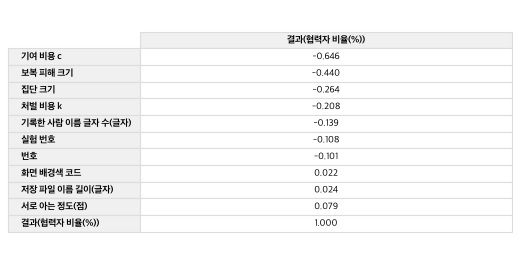 결과(협력자 비율(%))
기여 비용 c -0.646
보복 피해 크기 -0.440
집단 크기 -0.264
처벌 비용 k -0.208
기록한 사람 이름 글자 수(글자) -0.139
실험 번호 -0.108
번호 -0.101
화면 배경색 코드 0.022
저장 파일 이름 길이(글자) 0.024
서로 아는 정도(점) 0.079
결과(협력자 비율(%)) 1.000